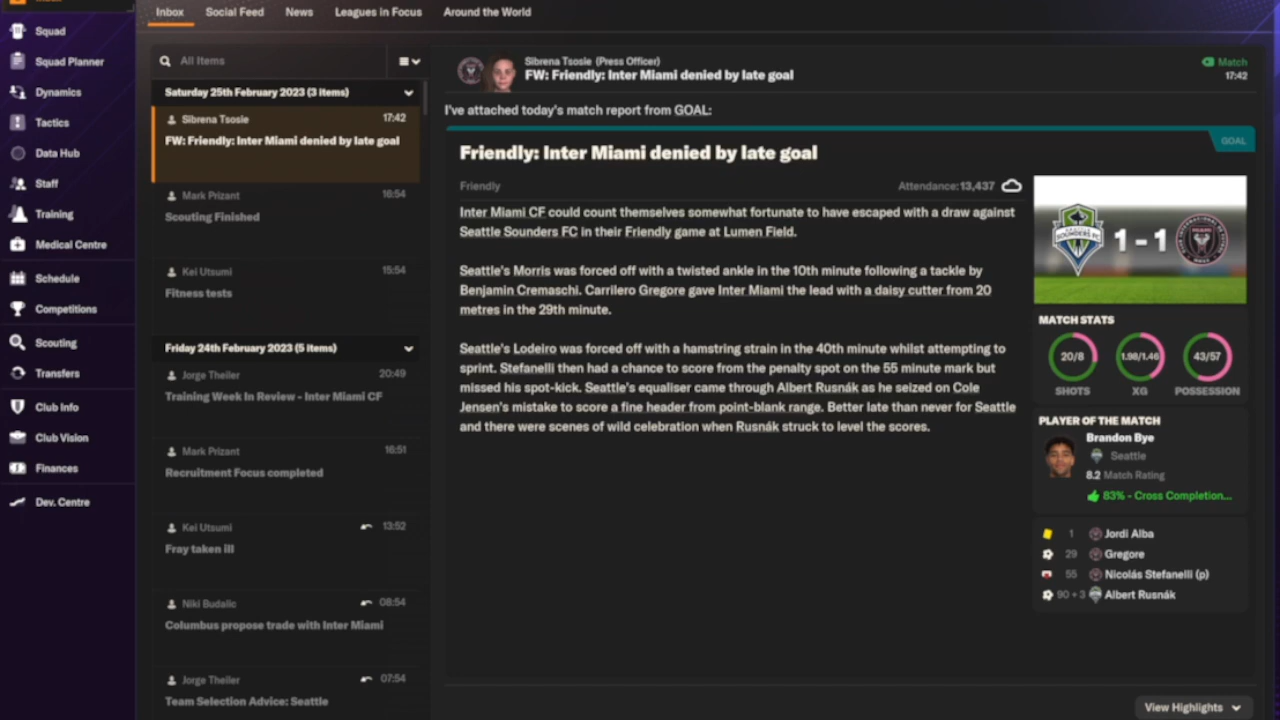 Inbox
Social Feed
News
Leagues in Focus
Around the World
Squad
Squad Planner
Dynamics
Tactics
Data Hub
Staff
Training
Medical Centre
Schedule
Competitions
Scouting
Transfers
Club Info
Club Vision
Finances
Dev. Centre
All Items
Saturday 25th February 2023 (3 items)
Sibrena Tsosie 17:42
FW: Friendly: Inter Miami denied by late goal
Mark Prizant 16:54
Scouting Finished
Kei Utsumi 15:54
Fitness tests
Friday 24th February 2023 (5 items)
Jorge Theiler 20:49
Training Week In Review - Inter Miami CF
Mark Prizant 16:51
Recruitment Focus completed
Kei Utsumi 13:52
Fray taken ill
Niki Budalic 08:54
Columbus propose trade with Inter Miami
Jorge Theiler 07:54
Team Selection Advice: Seattle
Sibrena Tsosie (Press Officer)
FW: Friendly: Inter Miami denied by late goal
Match
17:42
I've attached today's match report from GOAL:
GOAL
Friendly: Inter Miami denied by late goal
Friendly
Attendance: 13,437
Inter Miami CF could count themselves somewhat fortunate to have escaped with a draw against
Seattle Sounders FC in their Friendly game at Lumen Field.
Seattle's Morris was forced off with a twisted ankle in the 10th minute following a tackle by
Benjamin Cremaschi. Carrilero Gregore gave Inter Miami the lead with a daisy cutter from 20
metres in the 29th minute.
Seattle's Lodeiro was forced off with a hamstring strain in the 40th minute whilst attempting to
sprint. Stefanelli then had a chance to score from the penalty spot on the 55 minute mark but
missed his spot-kick. Seattle's equaliser came through Albert Rusnák as he seized on Cole
Jensen's mistake to score a fine header from point-blank range. Better late than never for Seattle
and there were scenes of wild celebration when Rusnák struck to level the scores.
SOUNDERS FC
1 - 1
MATCH STATS
20/8
1.98/1.46
43/57
SHOTS
XG
POSSESSION
PLAYER OF THE MATCH
Brandon Bye
Seattle
8.2 Match Rating
83% - Cross Completion...
1 Jordi Alba
29 Gregore
55 Nicolás Stefanelli (p)
90 + 3 Albert Rusnák
View Highlights